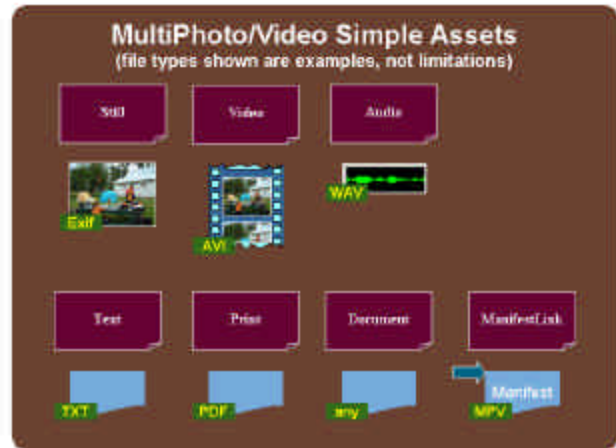 MultiPhoto/Video Simple Assets
(file types shown are examples, not limitations)
Still Video Audio
Exif AVI WAV
Text Print Document ManifestLink
Manifest
TXT PDF any MPV